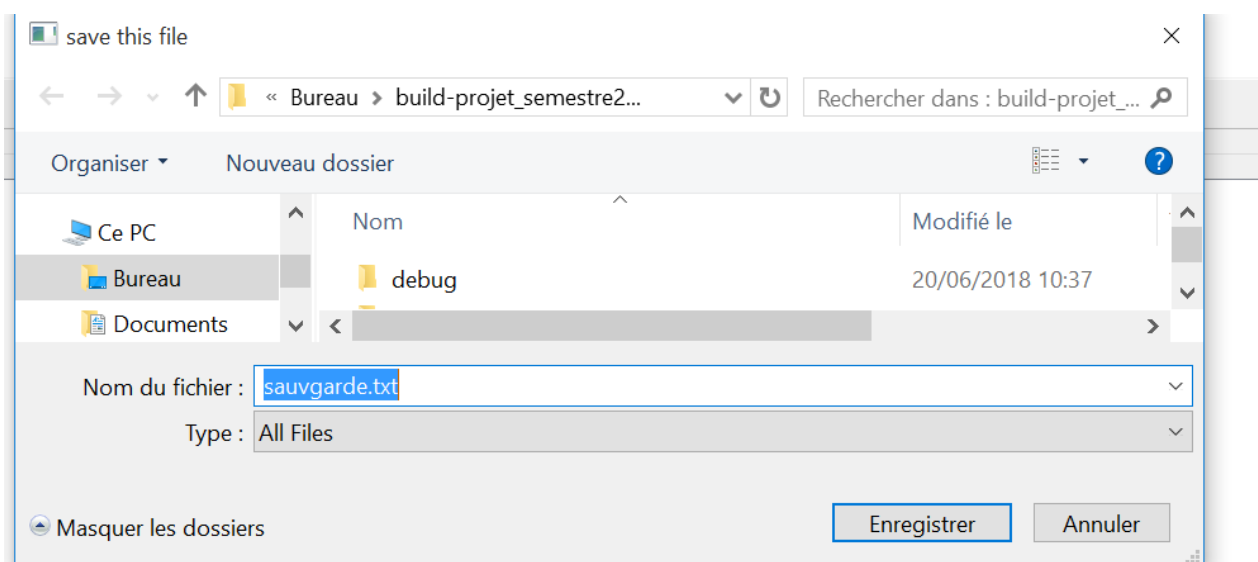 save this file
« Bureau > build-projet_semestre2...
Rechercher dans : build-projet_...
Organiser
Nouveau dossier
?
Ce PC
Nom
Modifié le
Bureau
debug
20/06/2018 10:37
Documents
Nom du fichier :
sauvgarde.txt
Type :
All Files
Masquer les dossiers
Enregistrer
Annuler